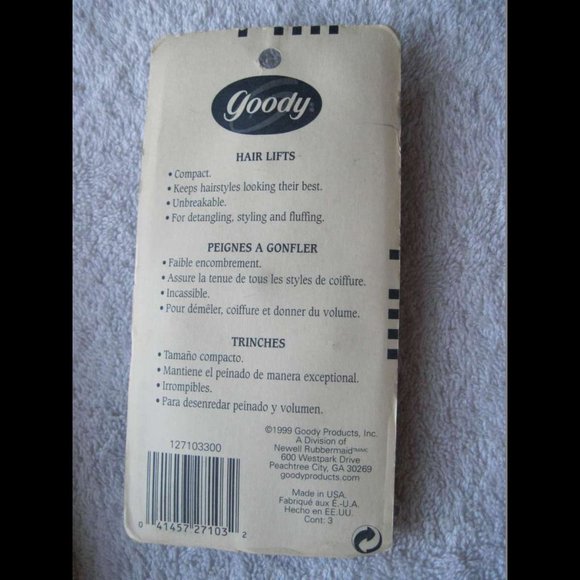 goody®
HAIR LIFTS
• Compact.
• Keeps hairstyles looking their best.
• Unbreakable.
• For detangling, styling and fluffing.
PEIGNES A GONFLER
• Faible encombrement.
• Assure la tenue de tous les styles de coiffure.
• Incassible.
• Pour démêler, coiffure et donner du volume.
TRINCHES
• Tamaño compacto.
• Mantiene el peinado de manera exceptional.
• Irrompibles.
• Para desenredar peinado y volumen.
©1999 Goody Products, Inc.
A Division of
Newell Rubbermaid™/MC
600 Westpark Drive
Peachtree City, GA 30269
goodyproducts.com
127103300
Made in USA.
Fabriqué aux É.-U.A.
Hecho en EE.UU.
Cont. 3
0 41457 27103 2